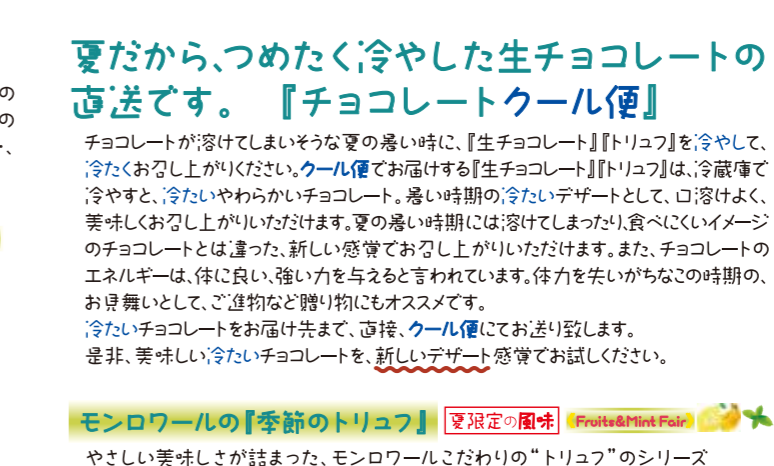 夏だから、つめたく冷やした生チョコレートの
直送です。 『チョコレートクール便』
の
の
、
チョコレートが溶けてしまいそうな夏の暑い時に、『生チョコレート』『トリュフ』を冷やして、
冷たくお召し上がりください。クール便でお届けする『生チョコレート』『トリュフ』は、冷蔵庫で
冷やすと、冷たいやわらかいチョコレート。暑い時期の冷たいデザートとして、口溶けよく、
美味しくお召し上がりいただけます。夏の暑い時期には溶けてしまったり、食べにくいイメージ
のチョコレートとは違った、新しい感覚でお召し上がりいただけます。また、チョコレートの
エネルギーは、体に良い、強い力を与えると言われています。体力を失いがちなこの時期の、
お見舞いとして、ご進物など贈り物にもオススメです。
冷たいチョコレートをお届け先まで、直接、クール便にてお送り致します。
是非、美味しい冷たいチョコレートを、新しいデザート感覚でお試しください。
モンロワールの『季節のトリュフ』 夏限定の風味 Fruits&Mint Fair
やさしい美味しさが詰まった、モンロワールこだわりの“トリュフ”のシリーズ